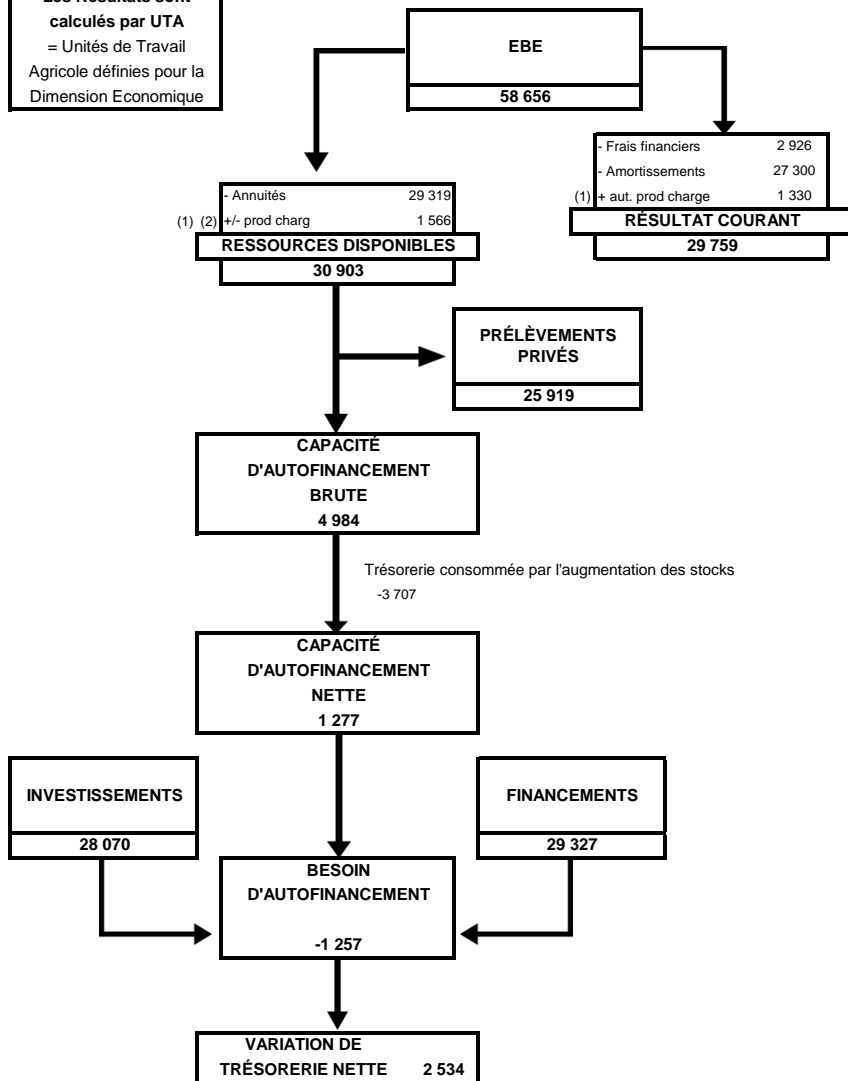 Les Résultats sont
calculés par UTA
= Unités de Travail
Agricole définies pour la
Dimension Economique
EBE
58 656
- Frais financiers 2 926
- Amortissements 27 300
(1) + aut. prod charge 1 330
RÉSULTAT COURANT
29 759
- Annuités 29 319
(1) (2) +/- prod charg 1 566
RESSOURCES DISPONIBLES
30 903
PRÉLÈVEMENTS
PRIVÉS
25 919
CAPACITÉ
D'AUTOFINANCEMENT
BRUTE
4 984
Trésorerie consommée par l'augmentation des stocks
-3 707
CAPACITÉ
D'AUTOFINANCEMENT
NETTE
1 277
INVESTISSEMENTS
28 070
FINANCEMENTS
29 327
BESOIN
D'AUTOFINANCEMENT
-1 257
VARIATION DE
TRÉSORERIE NETTE 2 534